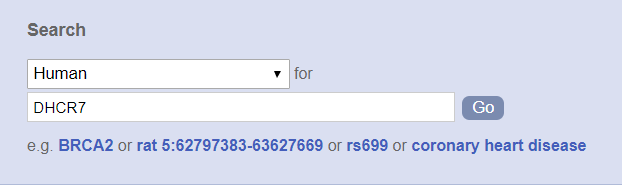 Search
Human ▼ for
DHCR7 Go
e.g. BRCA2 or rat 5:62797383-63627669 or rs699 or coronary heart disease